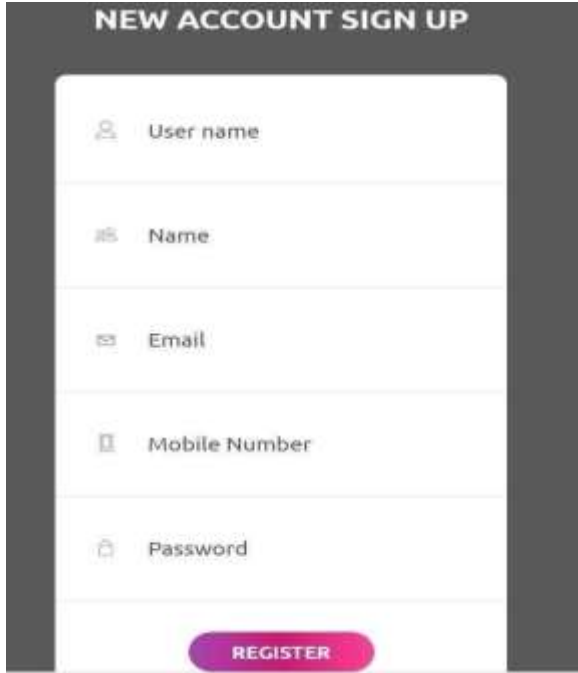 NEW ACCOUNT SIGN UP
User name
Name
Email
Mobile Number
Password
REGISTER